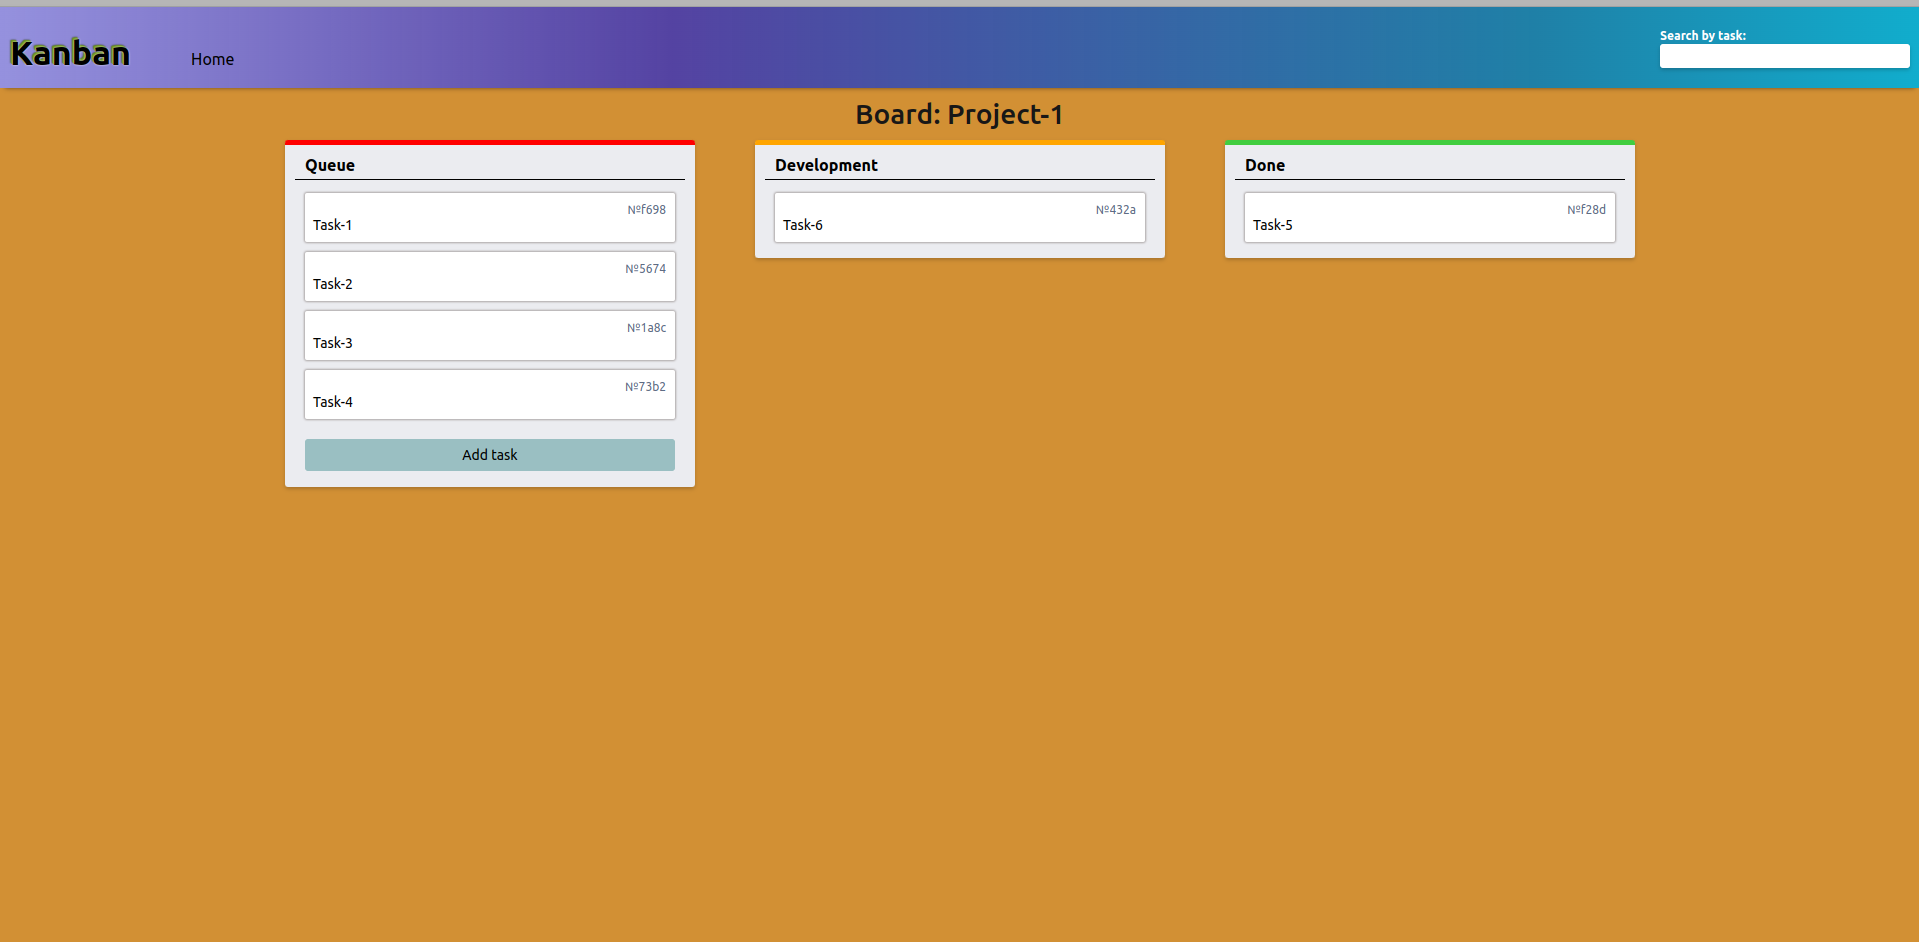 Kanban
Home
Search by task:
Board: Project-1
Queue
Nºf698
Task-1
Nº5674
Task-2
Nº1a8c
Task-3
Nº73b2
Task-4
Add task
Development
Nº432a
Task-6
Done
Nºf28d
Task-5